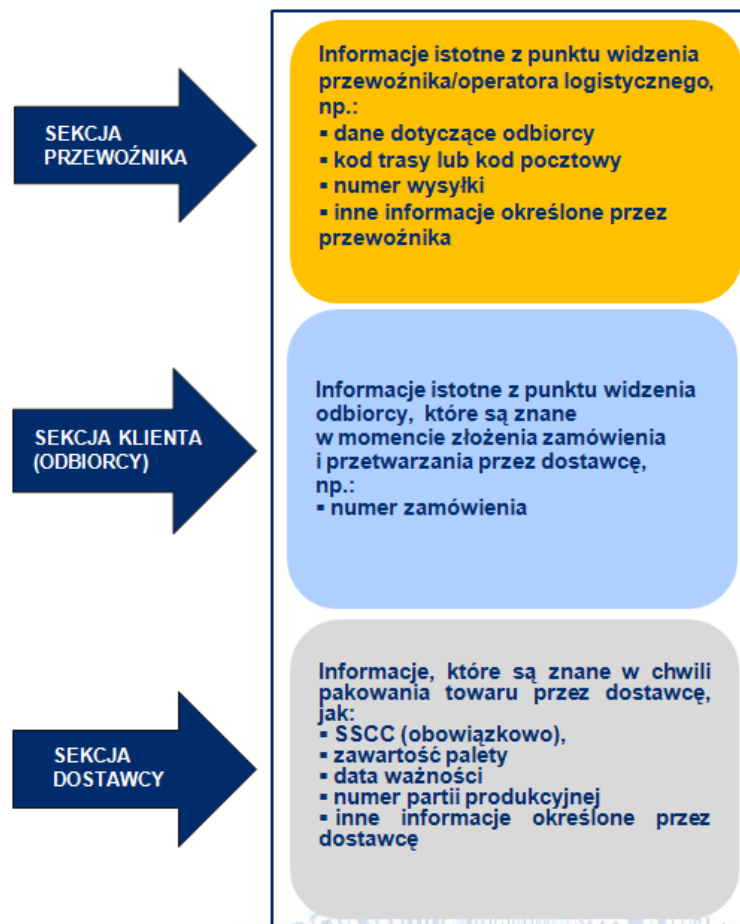 SEKCJA
PRZEWOŹNIKA
Informacje istotne z punktu widzenia
przewoźnika/operatora logistycznego,
np.:
▪ dane dotyczące odbiorcy
▪ kod trasy lub kod pocztowy
▪ numer wysyłki
▪ inne informacje określone przez
przewoźnika
SEKCJA KLIENTA
(ODBIORCY)
Informacje istotne z punktu widzenia
odbiorcy, które są znane
w momencie złożenia zamówienia
i przetwarzania przez dostawcę,
np.:
▪ numer zamówienia
SEKCJA
DOSTAWCY
Informacje, które są znane w chwili
pakowania towaru przez dostawcę,
jak:
▪ SSCC (obowiązkowo),
▪ zawartość palety
▪ data ważności
▪ numer partii produkcyjnej
▪ inne informacje określone przez
dostawcę